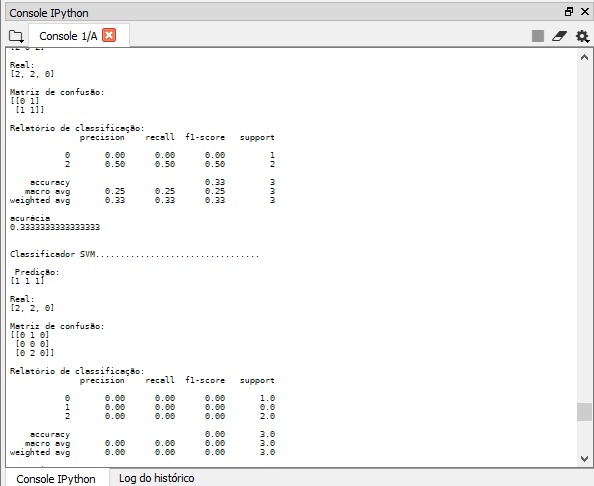 Console IPython
Console 1/A
[2 0 2]
Real:
[2, 2, 0]
Matriz de confusão:
[[0 1]
 [1 1]]
Relatório de classificação:
              precision    recall  f1-score   support
           0       0.00      0.00      0.00         1
           2       0.50      0.50      0.50         2
    accuracy                           0.33         3
   macro avg       0.25      0.25      0.25         3
weighted avg       0.33      0.33      0.33         3
acurácia
0.3333333333333333
Classificador SVM................................
 Predição:
[1 1 1]
Real:
[2, 2, 0]
Matriz de confusão:
[[0 1 0]
 [0 0 0]
 [0 2 0]]
Relatório de classificação:
              precision    recall  f1-score   support
           0       0.00      0.00      0.00       1.0
           1       0.00      0.00      0.00       0.0
           2       0.00      0.00      0.00       2.0
    accuracy                           0.00       3.0
   macro avg       0.00      0.00      0.00       3.0
weighted avg       0.00      0.00      0.00       3.0
Console IPython
Log do histórico